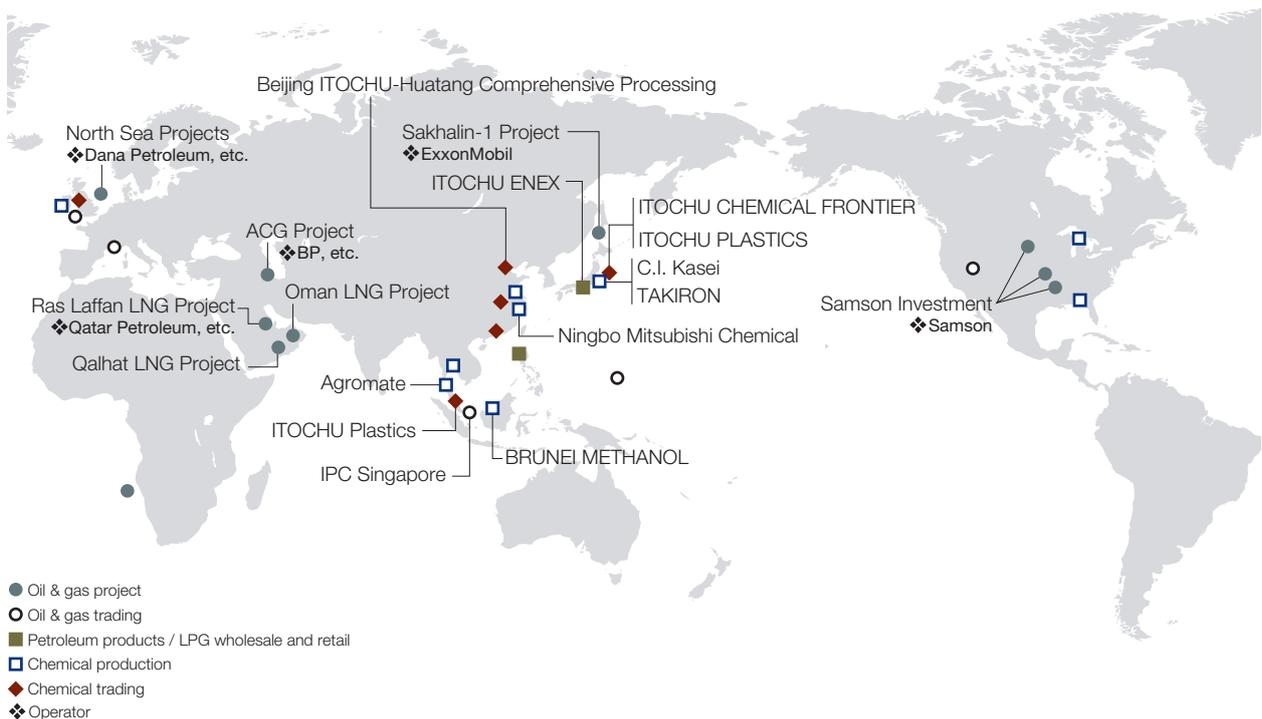 Beijing ITOCHU-Huatang Comprehensive Processing
North Sea Projects
❖Dana Petroleum, etc.
Sakhalin-1 Project
❖ExxonMobil
ITOCHU ENEX
ITOCHU CHEMICAL FRONTIER
ITOCHU PLASTICS
C.I. Kasei
TAKIRON
ACG Project
❖BP, etc.
Oman LNG Project
Ras Laffan LNG Project
❖Qatar Petroleum, etc.
Qalhat LNG Project
Samson Investment
❖Samson
Ningbo Mitsubishi Chemical
Agromate
ITOCHU Plastics
BRUNEI METHANOL
IPC Singapore
Oil & gas project
Oil & gas trading
Petroleum products / LPG wholesale and retail
Chemical production
Chemical trading
❖ Operator